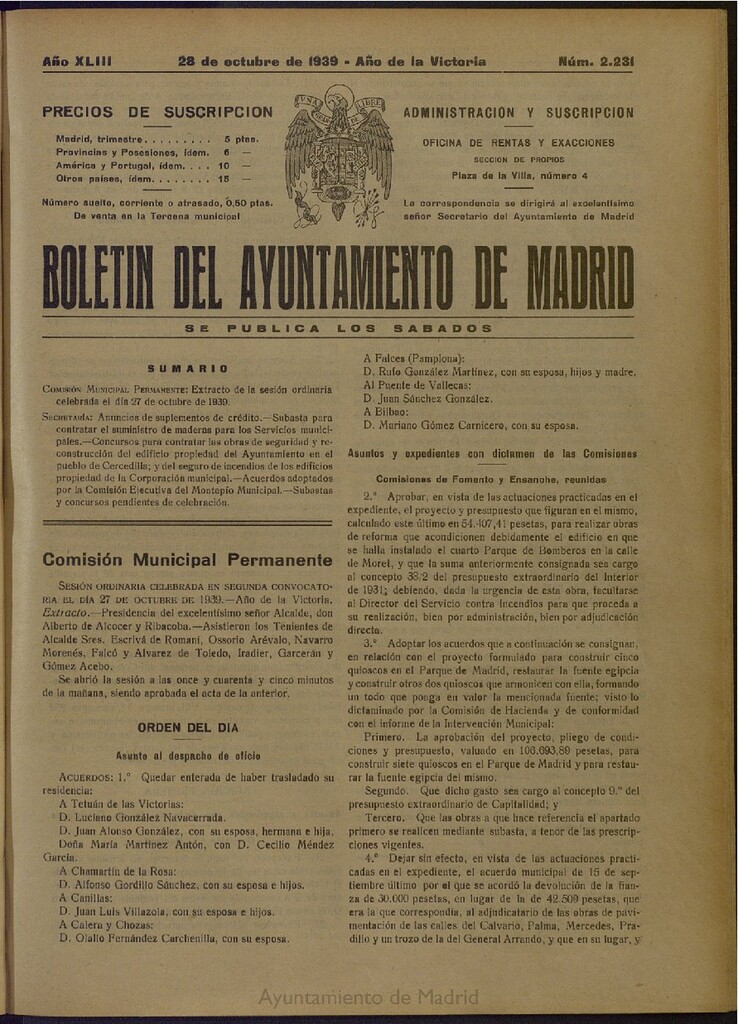 Año XLIII
28 de octubre de 1939 - Año de la Victoria
Núm. 2.231
PRECIOS DE SUSCRIPCION
Madrid, trimestre . . . . . . . . . 5 ptas.
Provincias y Posesiones, ídem. 6 —
América y Portugal, ídem. . . . 10 —
Otros países, ídem. . . . . . . . 15 —
Número suelto, corriente o atrasado, 0,50 ptas.
De venta en la Tercena municipal
UNA GRANDE LIBRE
ADMINISTRACION Y SUSCRIPCION
OFICINA DE RENTAS Y EXACCIONES
SECCION DE PROPIOS
Plaza de la Villa, número 4
La correspondencia se dirigirá al excelentísimo
señor Secretario del Ayuntamiento de Madrid
BOLETIN DEL AYUNTAMIENTO DE MADRID
SE PUBLICA LOS SABADOS
SUMARIO
COMISIÓN MUNICIPAL PERMANENTE: Extracto de la sesión ordinaria
celebrada el día 27 de octubre de 1939.
SECRETARÍA: Anuncios de suplementos de crédito.—Subasta para
contratar el suministro de maderas para los Servicios munici-
pales.—Concursos para contratar las obras de seguridad y re-
construcción del edificio propiedad del Ayuntamiento en el
pueblo de Cercedilla; y del seguro de incendios de los edificios
propiedad de la Corporación municipal.—Acuerdos adoptados
por la Comisión Ejecutiva del Montepío Municipal.—Subastas
y concursos pendientes de celebración.
Comisión Municipal Permanente
SESIÓN ORDINARIA CELEBRADA EN SEGUNDA CONVOCATO-
RIA EL DÍA 27 DE OCTUBRE DE 1939.—Año de la Victoria.
Extracto.—Presidencia del excelentísimo señor Alcalde, don
Alberto de Alcocer y Ribacoba.—Asistieron los Tenientes de
Alcalde Sres. Escrivá de Romaní, Ossorio Arévalo, Navarro
Morenés, Falcó y Alvarez de Toledo, Iradier, Garcerán y
Gómez Acebo.
Se abrió la sesión a las once y cuarenta y cinco minutos
de la mañana, siendo aprobada el acta de la anterior.
ORDEN DEL DIA
Asunto al despacho de oficio
ACUERDOS: 1.º Quedar enterada de haber trasladado su
residencia:
A Tetuán de las Victorias:
D. Luciano González Navacerrada.
D. Juan Alonso González, con su esposa, hermana e hija.
Doña María Martínez Antón, con D. Cecilio Méndez
García.
A Chamartín de la Rosa:
D. Alfonso Gordillo Sánchez, con su esposa e hijos.
A Canillas:
D. Juan Luis Villazola, con su esposa e hijos.
A Calera y Chozas:
D. Olallo Fernández Carchenilla, con su esposa.
A Falces (Pamplona):
D. Rufo González Martínez, con su esposa, hijos y madre.
Al Puente de Vallecas:
D. Juan Sánchez González.
A Bilbao:
D. Mariano Gómez Carnicero, con su esposa.
Asuntos y expedientes con dictamen de las Comisiones
Comisiones de Fomento y Ensanche, reunidas
2.º Aprobar, en vista de las actuaciones practicadas en el
expediente, el proyecto y presupuesto que figuran en el mismo,
calculado este último en 54.407,41 pesetas, para realizar obras
de reforma que acondicionen debidamente el edificio en que
se halla instalado el cuarto Parque de Bomberos en la calle
de Moret, y que la suma anteriormente consignada sea cargo
al concepto 38/2 del presupuesto extraordinario del Interior
de 1931; debiendo, dada la urgencia de esta obra, facultarse
al Director del Servicio contra Incendios para que proceda a
su realización, bien por administración, bien por adjudicación
directa.
3.º Adoptar los acuerdos que a continuación se consignan,
en relación con el proyecto formulado para construir cinco
quioscos en el Parque de Madrid, restaurar la fuente egipcia
y construir otros dos quioscos que armonicen con ella, formando
un todo que ponga en valor la mencionada fuente; visto lo
dictaminado por la Comisión de Hacienda y de conformidad
con el informe de la Intervención Municipal:
Primero. La aprobación del proyecto, pliego de condi-
ciones y presupuesto, valuado en 106.693,89 pesetas, para
construir siete quioscos en el Parque de Madrid y para restau-
rar la fuente egipcia del mismo.
Segundo. Que dicho gasto sea cargo al concepto 9.º del
presupuesto extraordinario de Capitalidad; y
Tercero. Que las obras a que hace referencia el apartado
primero se realicen mediante subasta, a tenor de las prescrip-
ciones vigentes.
4.º Dejar sin efecto, en vista de las actuaciones practi-
cadas en el expediente, el acuerdo municipal de 15 de sep-
tiembre último por el que se acordó la devolución de la fian-
za de 30.000 pesetas, en lugar de la de 42.509 pesetas, que
era la que correspondía, al adjudicatario de las obras de pavi-
mentación de las calles del Calvario, Palma, Mercedes, Pra-
dillo y un trozo de la del General Arrando, y que en su lugar, y
Ayuntamiento de Madrid